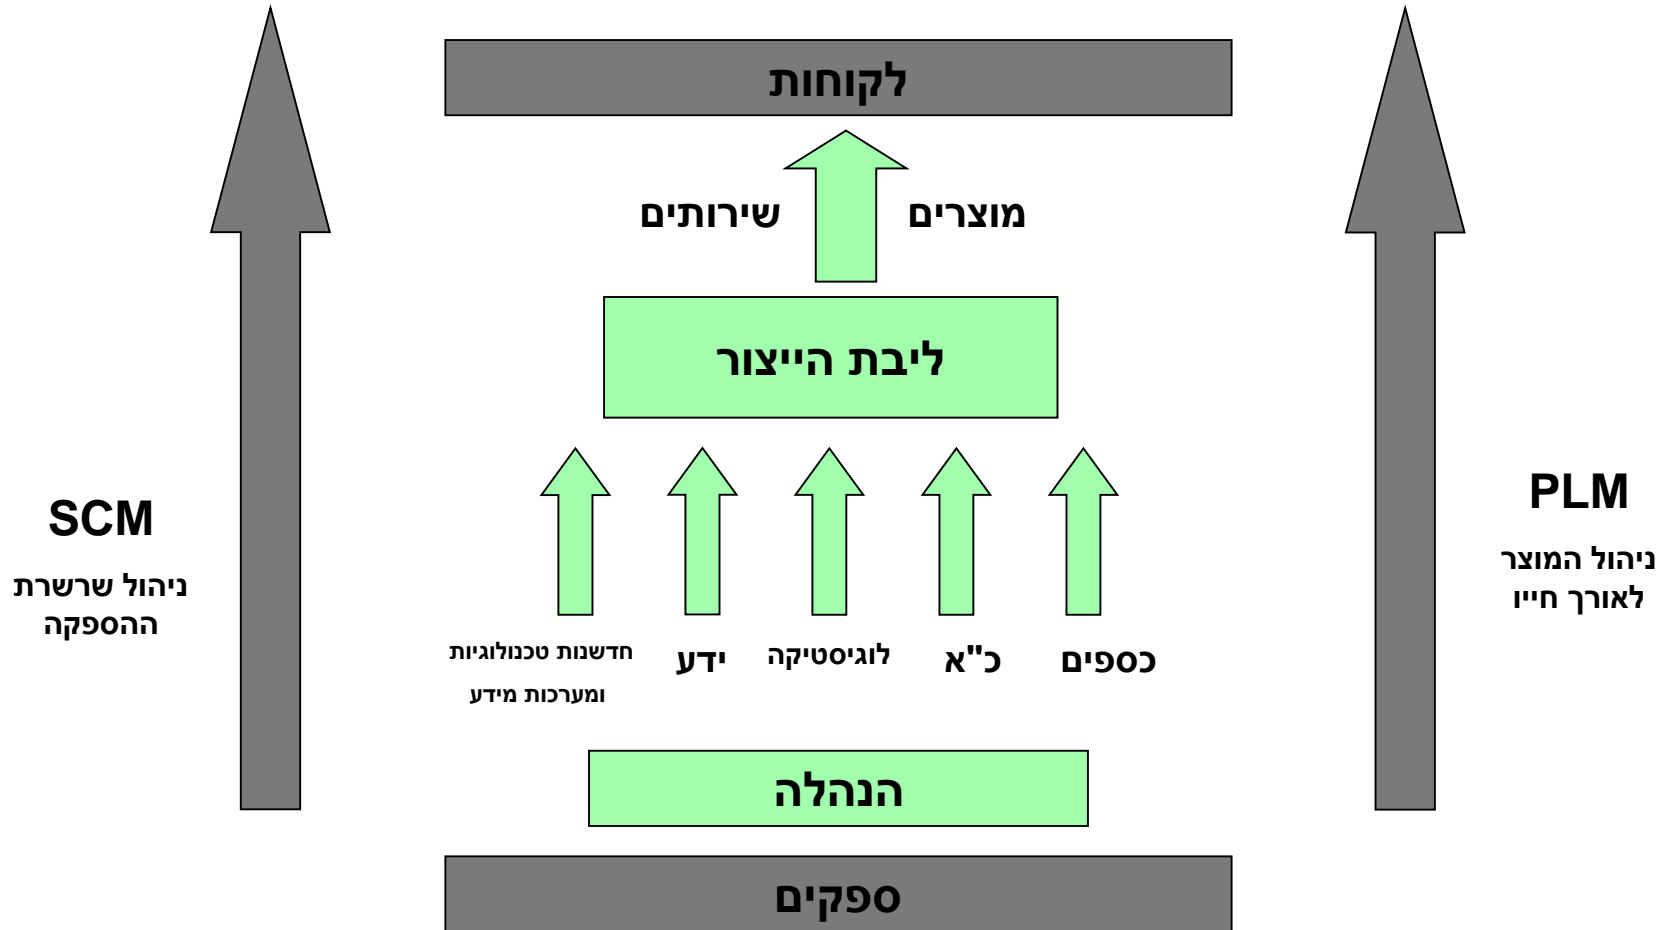 לקוחות
מוצרים
שירותים
ליבת הייצור
PLM
ניהול המוצר
לאורך חייו
SCM
ניהול שרשרת
ההספקה
כספים
כ"א
לוגיסטיקה
ידע
חדשנות טכנולוגיות
ומערכות מידע
הנהלה
ספקים